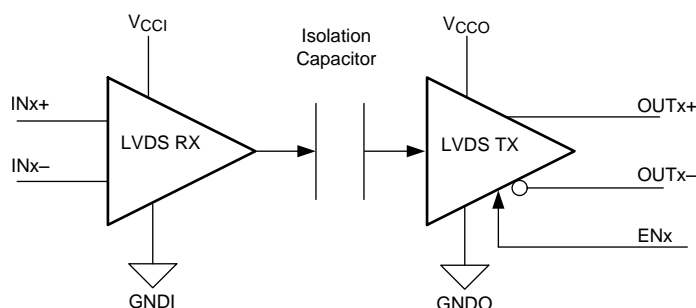 VCCI
Isolation
Capacitor
VCCO
INx+
LVDS RX
LVDS TX
OUTx+
INx–
OUTx–
ENx
GNDI
GNDO